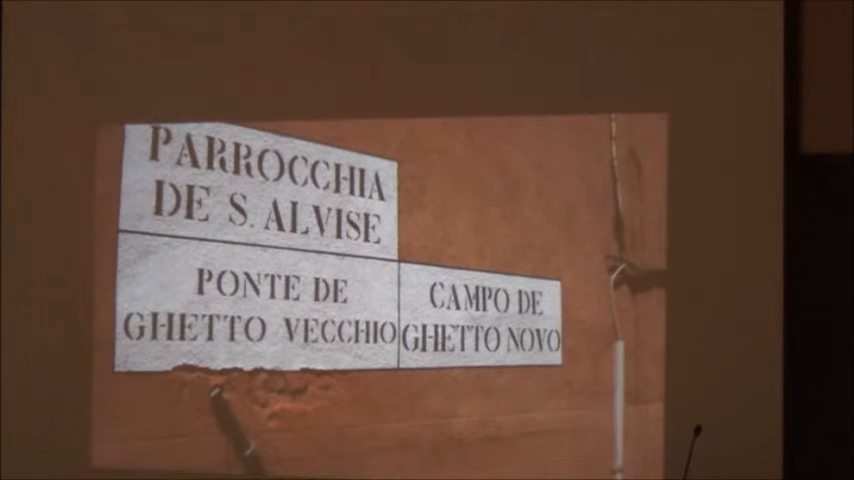 PARROCCHIA
DE S. ALVISE
PONTE DE
GHETTO VECCHIO
CAMPO DE
GHETTO NOVO